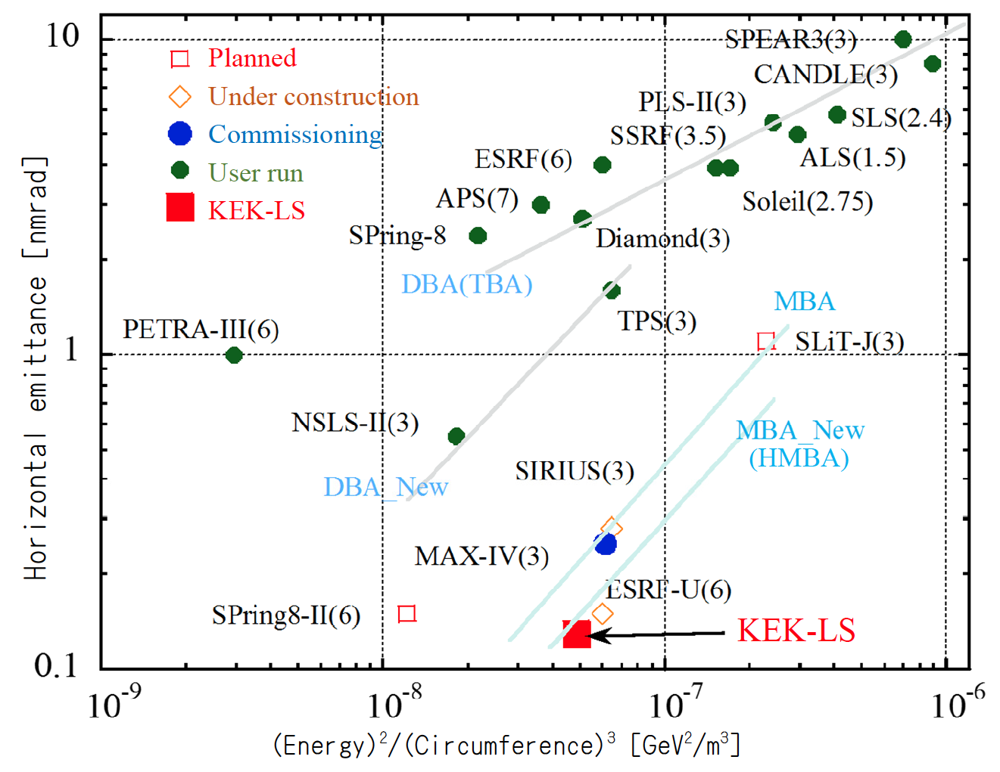 10
1
0.1
Horizontal emittance [nmrad]
Planned
Under construction
Commissioning
User run
KEK-LS
SPEAR3(3)
CANDLE(3)
PLS-II(3)
SLS(2.4)
SSRF(3.5)
ESRF(6)
ALS(1.5)
APS(7)
Soleil(2.75)
SPring-8
Diamond(3)
DBA(TBA)
MBA
TPS(3)
PETRA-III(6)
SLiT-J(3)
NSLS-II(3)
MBA_New
(HMBA)
SIRIUS(3)
DBA_New
MAX-IV(3)
ESRF-U(6)
SPring8-II(6)
KEK-LS
10⁻⁹
10⁻⁸
10⁻⁷
10⁻⁶
(Energy)²/(Circumference)³ [GeV²/m³]